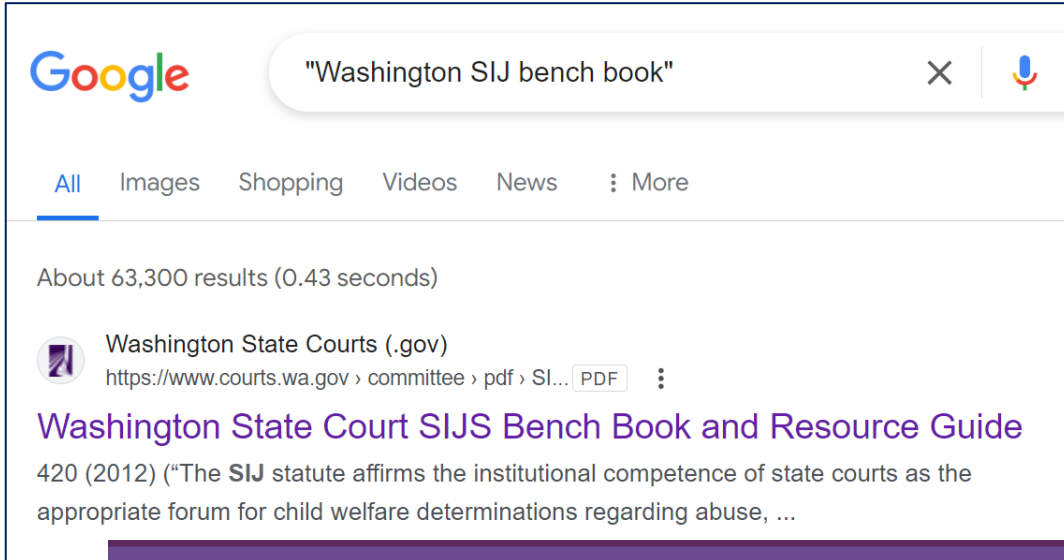 Google
"Washington SIJ bench book"
All Images Shopping Videos News More
About 63,300 results (0.43 seconds)
Washington State Courts (.gov)
https://www.courts.wa.gov › committee › pdf › SI... PDF
Washington State Court SIJS Bench Book and Resource Guide
420 (2012) (“The SIJ statute affirms the institutional competence of state courts as the
appropriate forum for child welfare determinations regarding abuse, ...